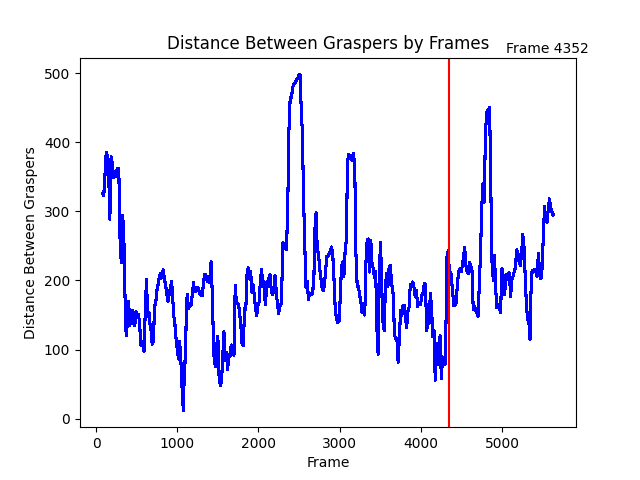 Distance Between Graspers by Frames
Frame 4352
Distance Between Graspers
500
400
300
200
100
0
0 1000 2000 3000 4000 5000
Frame